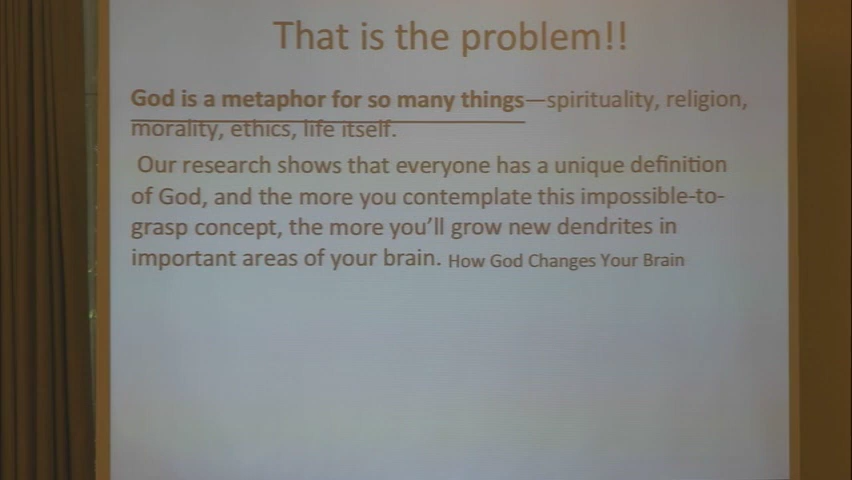 That is the problem!!
God is a metaphor for so many things—spirituality, religion,
morality, ethics, life itself.
Our research shows that everyone has a unique definition
of God, and the more you contemplate this impossible-to-
grasp concept, the more you'll grow new dendrites in
important areas of your brain. How God Changes Your Brain